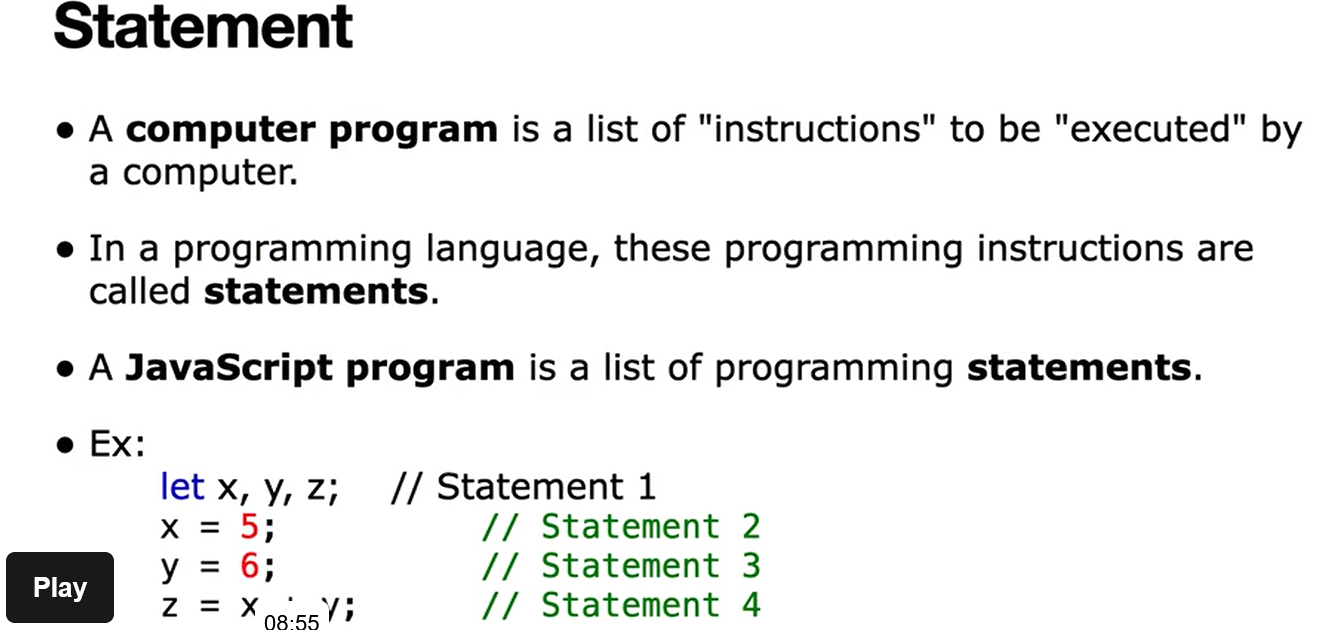 Statement
● A computer program is a list of "instructions" to be "executed" by
a computer.
● In a programming language, these programming instructions are
called statements.
● A JavaScript program is a list of programming statements.
● Ex:
let x, y, z; // Statement 1
x = 5; // Statement 2
y = 6; // Statement 3
z = x y; // Statement 4
Play
08:55